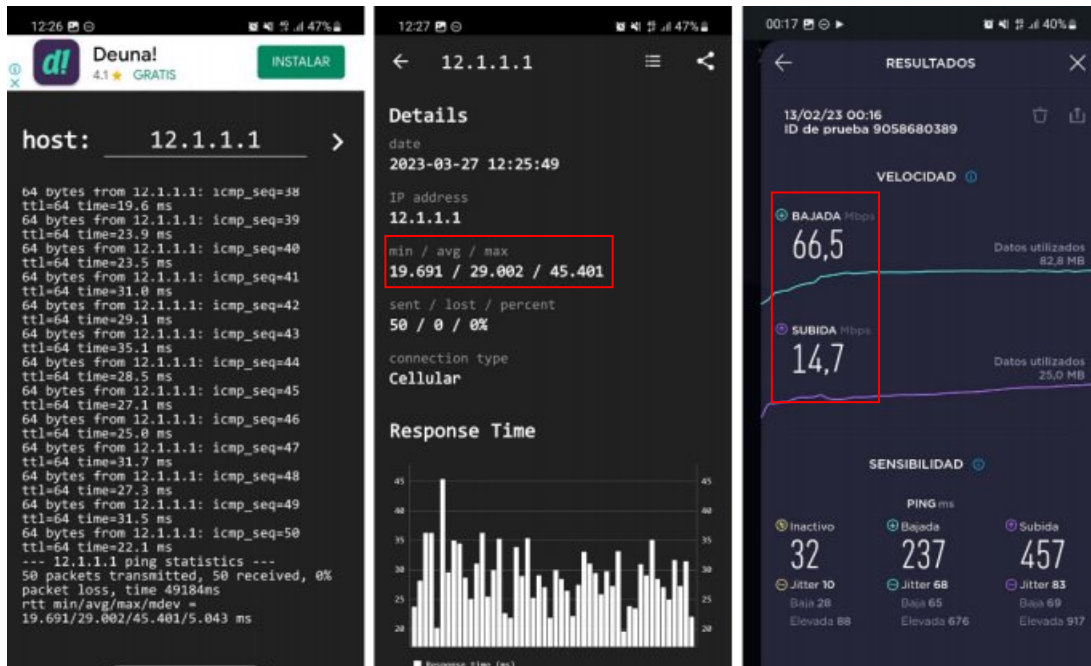 12:26
47%
Deuna!
4.1 ★ GRATIS
INSTALAR
host: 12.1.1.1
64 bytes from 12.1.1.1: icmp_seq=38
ttl=64 time=19.6 ms
64 bytes from 12.1.1.1: icmp_seq=39
ttl=64 time=23.9 ms
64 bytes from 12.1.1.1: icmp_seq=40
ttl=64 time=23.5 ms
64 bytes from 12.1.1.1: icmp_seq=41
ttl=64 time=31.0 ms
64 bytes from 12.1.1.1: icmp_seq=42
ttl=64 time=29.1 ms
64 bytes from 12.1.1.1: icmp_seq=43
ttl=64 time=35.1 ms
64 bytes from 12.1.1.1: icmp_seq=44
ttl=64 time=28.5 ms
64 bytes from 12.1.1.1: icmp_seq=45
ttl=64 time=27.1 ms
64 bytes from 12.1.1.1: icmp_seq=46
ttl=64 time=25.0 ms
64 bytes from 12.1.1.1: icmp_seq=47
ttl=64 time=31.7 ms
64 bytes from 12.1.1.1: icmp_seq=48
ttl=64 time=27.3 ms
64 bytes from 12.1.1.1: icmp_seq=49
ttl=64 time=31.5 ms
64 bytes from 12.1.1.1: icmp_seq=50
ttl=64 time=22.1 ms
--- 12.1.1.1 ping statistics ---
50 packets transmitted, 50 received, 0%
packet loss, time 49184ms
rtt min/avg/max/mdev =
19.691/29.002/45.401/5.043 ms
12:27
47%
12.1.1.1
Details
date
2023-03-27 12:25:49
IP address
12.1.1.1
min / avg / max
19.691 / 29.002 / 45.401
sent / lost / percent
50 / 0 / 0%
connection type
Cellular
Response Time
45 45
40 40
35 35
30 30
25 25
20 20
Response Time (ms)
00:17
40%
RESULTADOS
13/02/23 00:16
ID de prueba 9058680389
VELOCIDAD
BAJADA Mbps
66,5
Datos utilizados
82,8 MB
SUBIDA Mbps
14,7
Datos utilizados
25,0 MB
SENSIBILIDAD
PING ms
Inactivo Bajada Subida
32 237 457
Jitter 10 Jitter 68 Jitter 83
Baja 28 Baja 65 Baja 69
Elevada 88 Elevada 676 Elevada 917